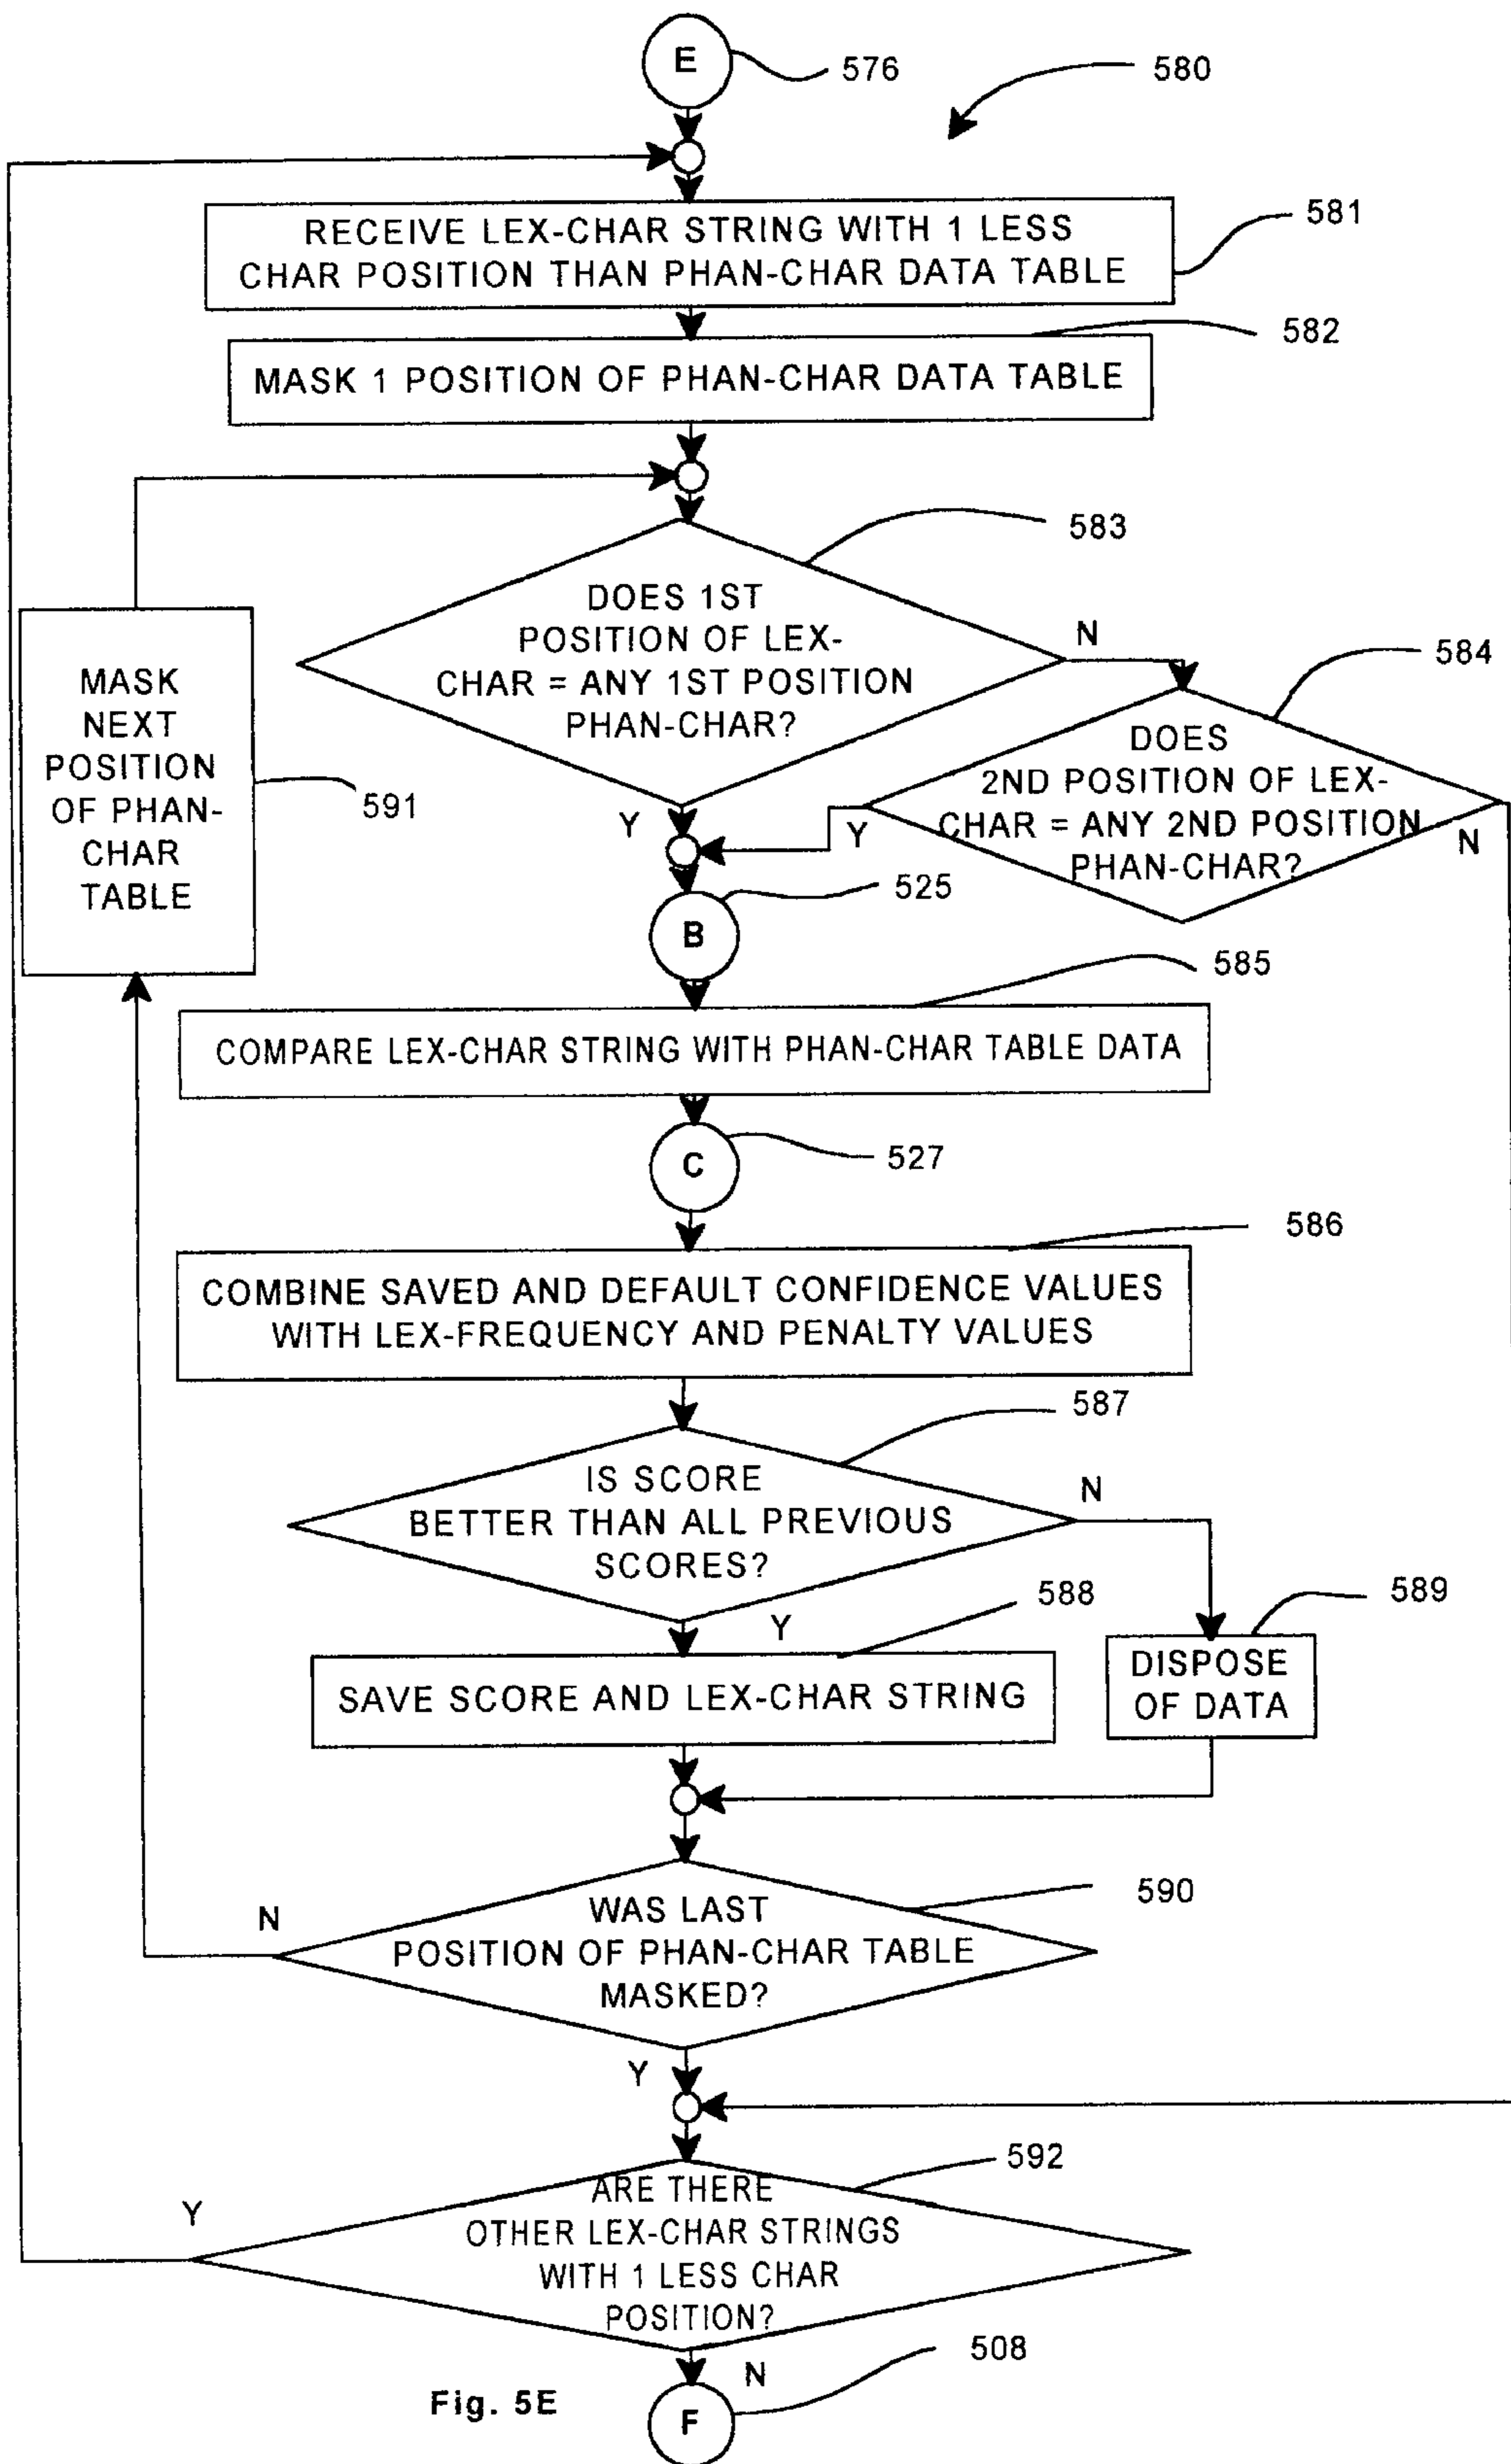 E
576
580
RECEIVE LEX-CHAR STRING WITH 1 LESS
CHAR POSITION THAN PHAN-CHAR DATA TABLE
581
582
MASK 1 POSITION OF PHAN-CHAR DATA TABLE
583
DOES 1ST
POSITION OF LEX-
CHAR = ANY 1ST POSITION
PHAN-CHAR?
N
584
MASK
NEXT
POSITION
OF PHAN-
CHAR
TABLE
591
DOES
2ND POSITION OF LEX-
CHAR = ANY 2ND POSITION
PHAN-CHAR?
Y
Y
N
525
B
585
COMPARE LEX-CHAR STRING WITH PHAN-CHAR TABLE DATA
C
527
586
COMBINE SAVED AND DEFAULT CONFIDENCE VALUES
WITH LEX-FREQUENCY AND PENALTY VALUES
587
IS SCORE
BETTER THAN ALL PREVIOUS
SCORES?
N
588
589
Y
SAVE SCORE AND LEX-CHAR STRING
DISPOSE
OF DATA
590
N
WAS LAST
POSITION OF PHAN-CHAR TABLE
MASKED?
Y
592
Y
ARE THERE
OTHER LEX-CHAR STRINGS
WITH 1 LESS CHAR
POSITION?
508
N
Fig. 5E
F